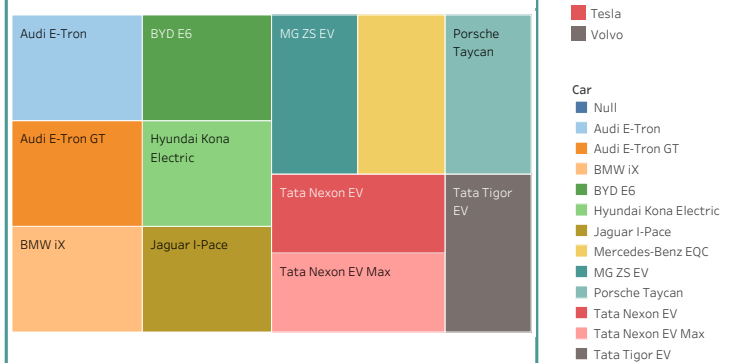 Audi E-Tron
BYD E6
MG ZS EV
Porsche
Taycan
Audi E-Tron GT
Hyundai Kona
Electric
Tata Nexon EV
Tata Tigor
EV
BMW iX
Jaguar I-Pace
Tata Nexon EV Max
Tesla
Volvo
Car
Null
Audi E-Tron
Audi E-Tron GT
BMW iX
BYD E6
Hyundai Kona Electric
Jaguar I-Pace
Mercedes-Benz EQC
MG ZS EV
Porsche Taycan
Tata Nexon EV
Tata Nexon EV Max
Tata Tigor EV